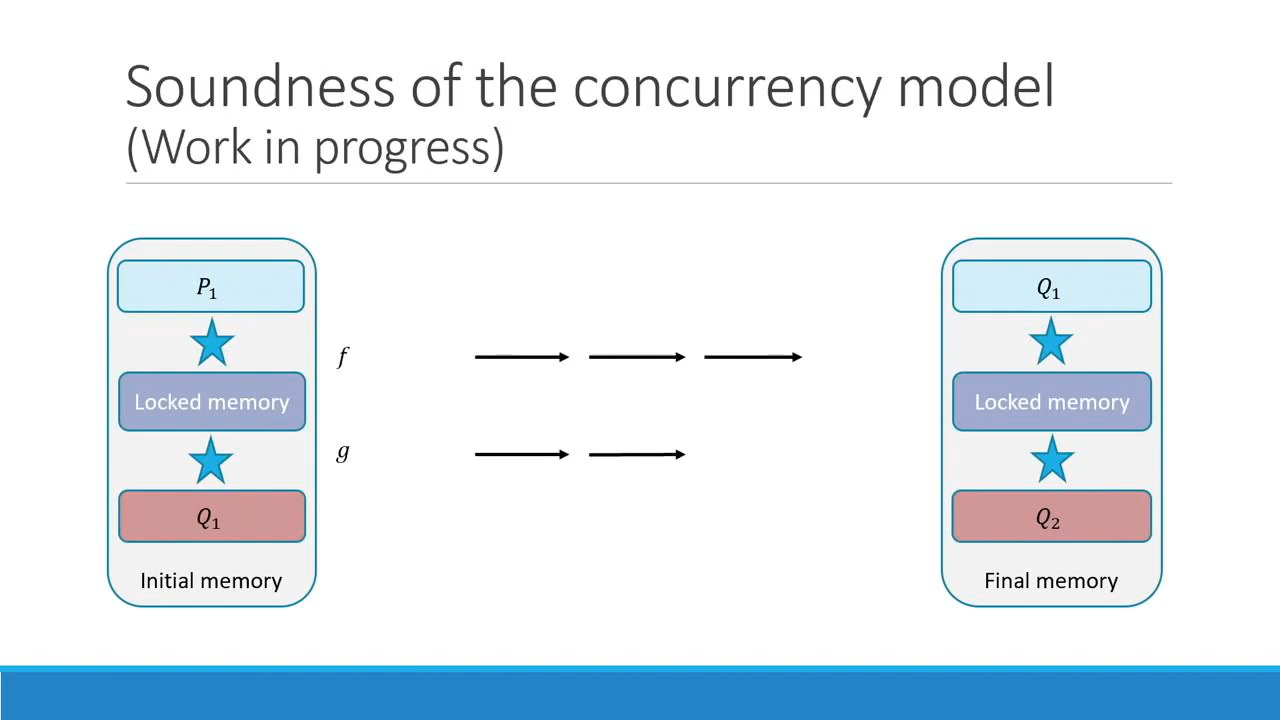 Soundness of the concurrency model
(Work in progress)
P₁
Locked memory
Q₁
Initial memory
f
g
Q₁
Locked memory
Q₂
Final memory